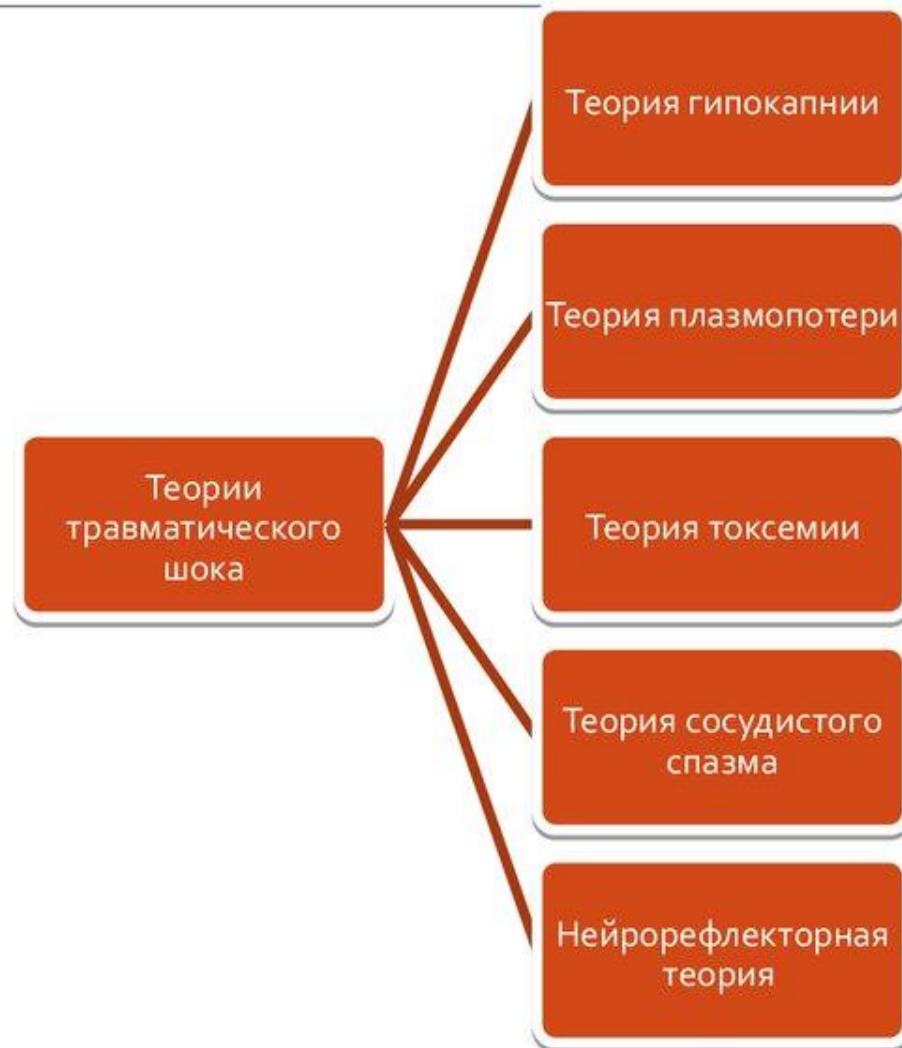 Теория гипокапнии
Теория плазмопотери
Теории
травматического
шока
Теория токсемии
Теория сосудистого
спазма
Нейрорефлекторная
теория